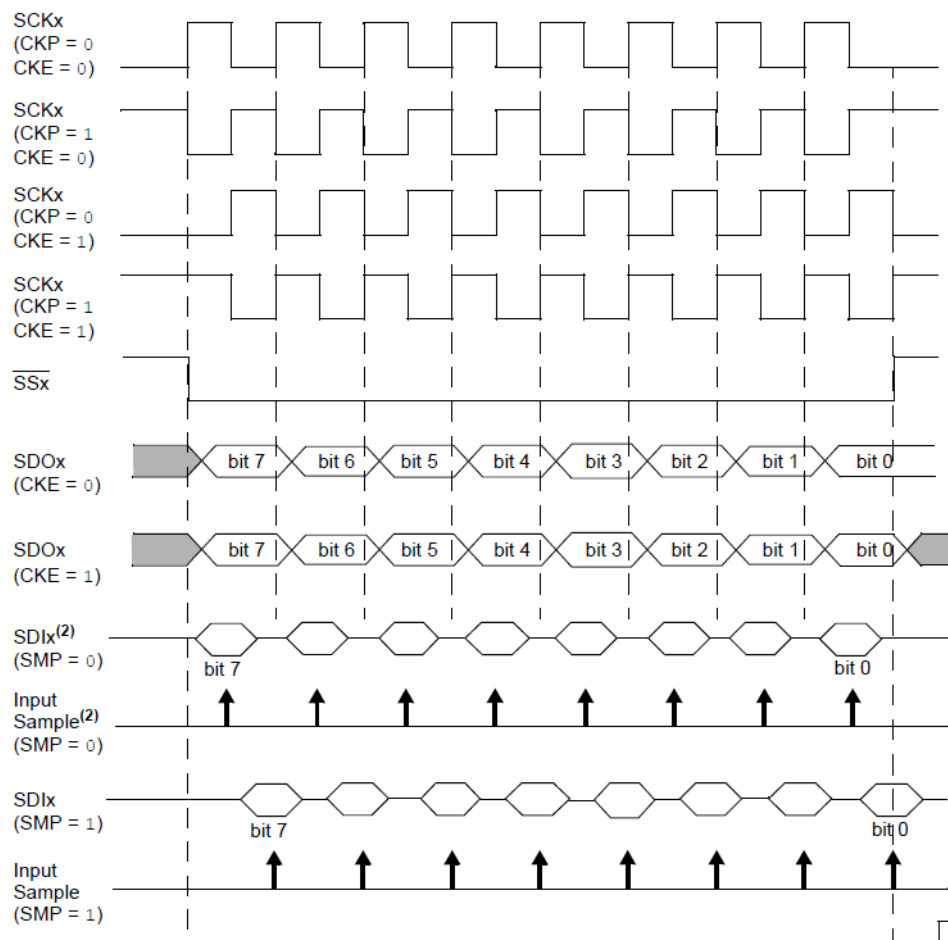 SCKx
(CKP = 0
CKE = 0)
SCKx
(CKP = 1
CKE = 0)
SCKx
(CKP = 0
CKE = 1)
SCKx
(CKP = 1
CKE = 1)
SSx
SDOx
(CKE = 0)
bit 7 bit 6 bit 5 bit 4 bit 3 bit 2 bit 1 bit 0
SDOx
(CKE = 1)
bit 7 bit 6 bit 5 bit 4 bit 3 bit 2 bit 1 bit 0
SDIx(2)
(SMP = 0)
bit 7 bit 0
Input
Sample(2)
(SMP = 0)
SDIx
(SMP = 1)
bit 7 bit 0
Input
Sample
(SMP = 1)